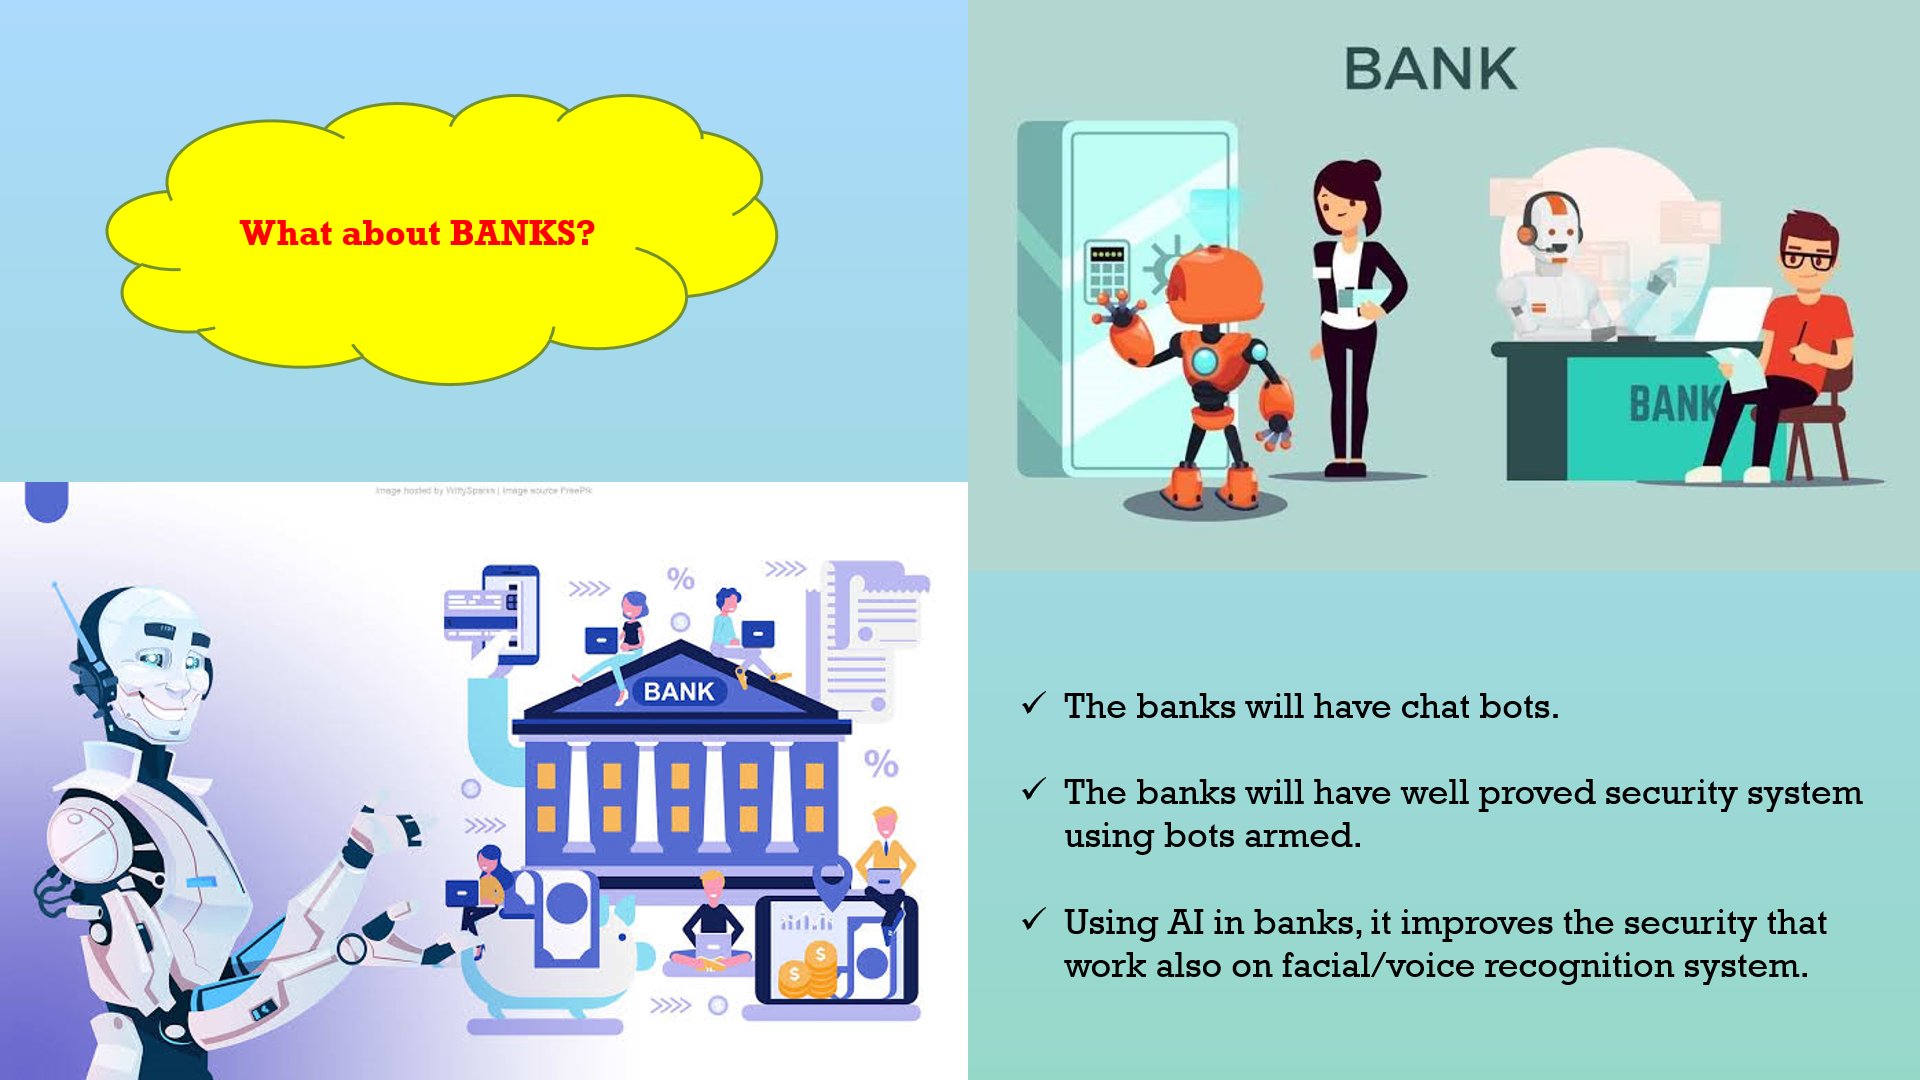 What about BANKS?
BANK
BANK
Image hosted by WittySparks | Image source FreePik
%
%
BANK
✓ The banks will have chat bots.
✓ The banks will have well proved security system
using bots armed.
✓ Using AI in banks, it improves the security that
work also on facial/voice recognition system.